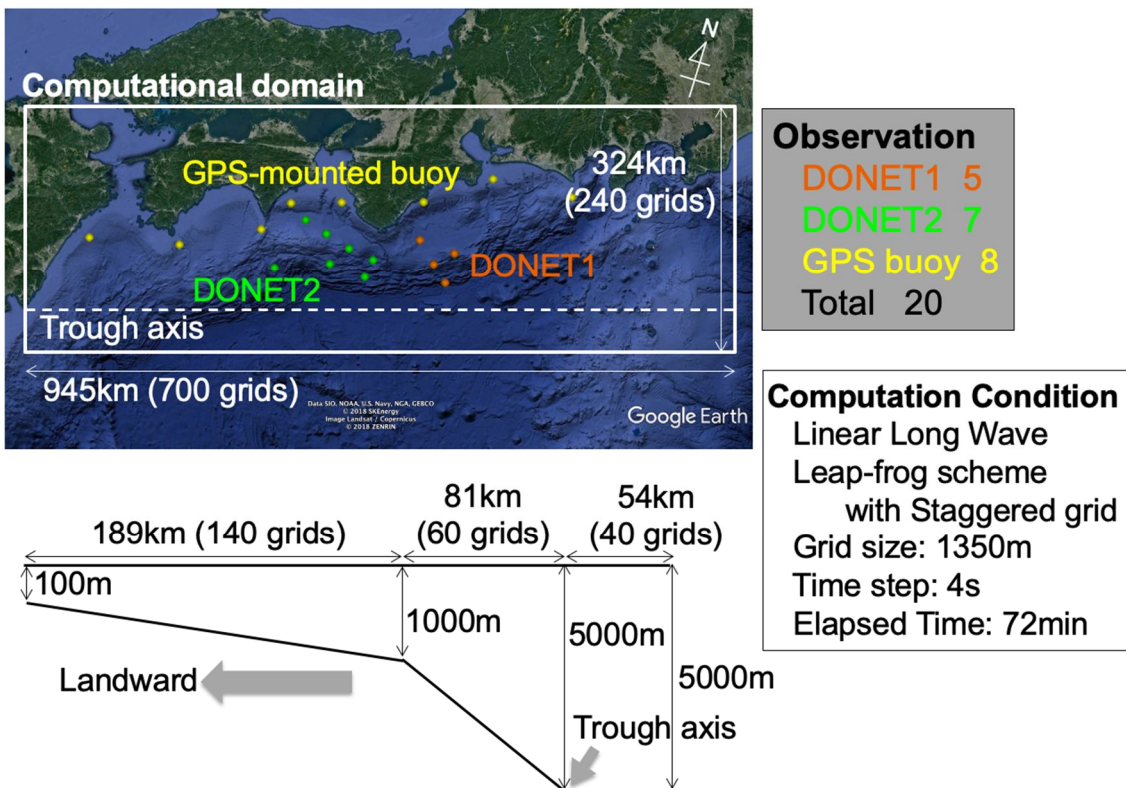 N
Computational domain
GPS-mounted buoy
324km
(240 grids)
DONET1
DONET2
Trough axis
945km (700 grids)
Data SIO, NOAA, U.S. Navy, NGA, GEBCO
© 2018 SKEnergy
Image Landsat / Copernicus
© 2018 ZENRIN
Google Earth
Observation
DONET1 5
DONET2 7
GPS buoy 8
Total 20
Computation Condition
Linear Long Wave
Leap-frog scheme
with Staggered grid
Grid size: 1350m
Time step: 4s
Elapsed Time: 72min
189km (140 grids)
81km
(60 grids)
54km
(40 grids)
100m
1000m
5000m
5000m
Landward
Trough axis